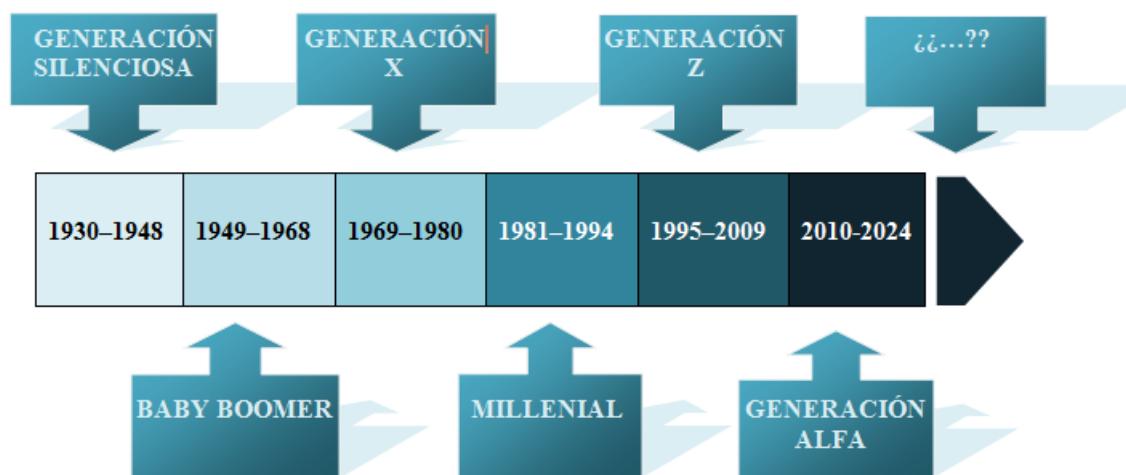 GENERACIÓN
SILENCIOSA
GENERACIÓN
X
GENERACIÓN
Z
¿¿...??
1930–1948
1949–1968
1969–1980
1981–1994
1995–2009
2010-2024
BABY BOOMER
MILLENIAL
GENERACIÓN
ALFA